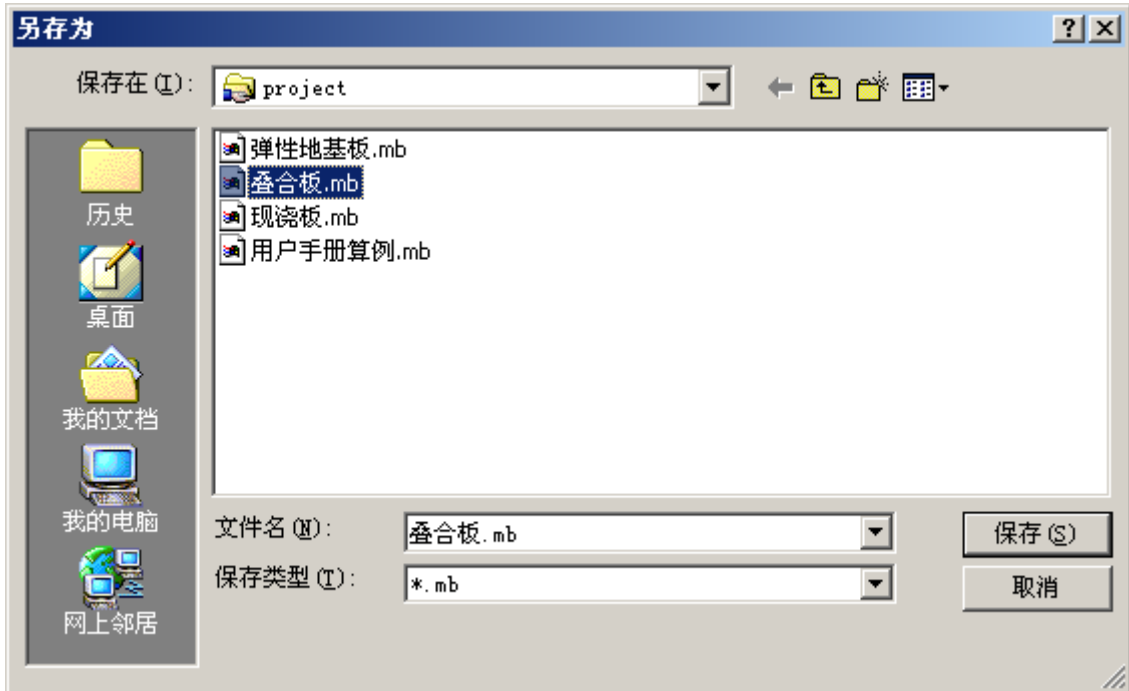 另存为
保存在(I):
project
历史
桌面
我的文档
我的电脑
网上邻居
弹性地基板.mb
叠合板.mb
现浇板.mb
用户手册算例.mb
文件名(N):
叠合板.mb
保存(S)
保存类型(T):
*.mb
取消